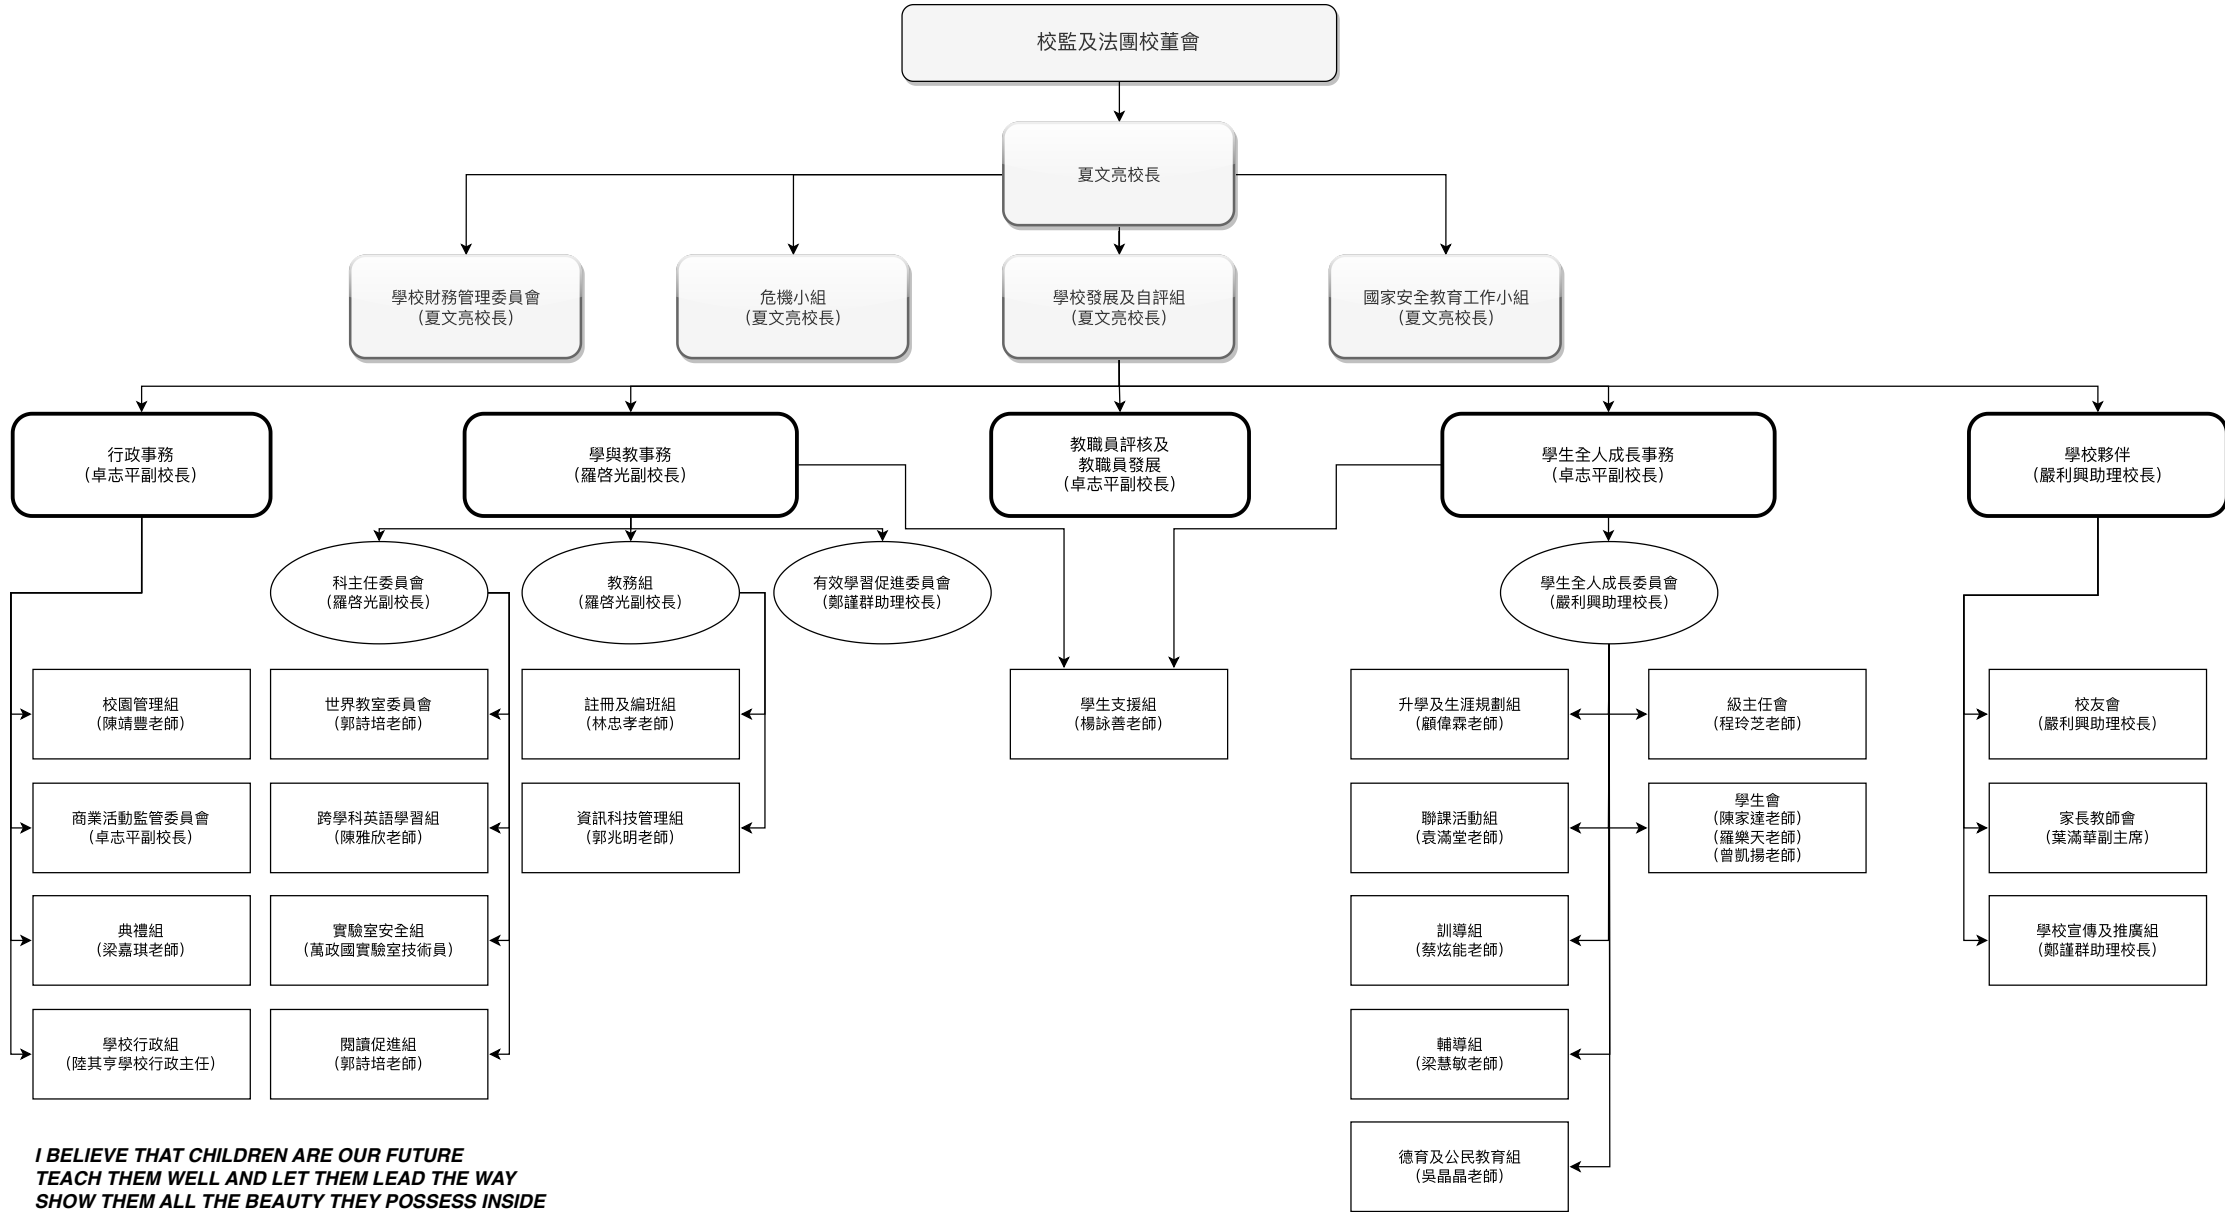 校監及法團校董會
夏文亮校長
學校財務管理委員會
(夏文亮校長)
危機小組
(夏文亮校長)
學校發展及自評組
(夏文亮校長)
國家安全教育工作小組
(夏文亮校長)
行政事務
(卓志平副校長)
學與教事務
(羅啓光副校長)
教職員評核及
教職員發展
(卓志平副校長)
學生全人成長事務
(卓志平副校長)
學校夥伴
(嚴利興助理校長)
科主任委員會
(羅啓光副校長)
教務組
(羅啓光副校長)
有效學習促進委員會
(鄭謹群助理校長)
學生全人成長委員會
(嚴利興助理校長)
校園管理組
(陳靖豐老師)
世界教室委員會
(郭詩培老師)
註冊及編班組
(林忠孝老師)
學生支援組
(楊詠善老師)
升學及生涯規劃組
(顧偉霖老師)
級主任會
(程玲芝老師)
校友會
(嚴利興助理校長)
商業活動監管委員會
(卓志平副校長)
跨學科英語學習組
(陳雅欣老師)
資訊科技管理組
(郭兆明老師)
聯課活動組
(袁滿堂老師)
學生會
(陳家達老師)
(羅樂天老師)
(曾凱揚老師)
家長教師會
(葉滿華副主席)
典禮組
(梁嘉琪老師)
實驗室安全組
(萬政國實驗室技術員)
訓導組
(蔡炫能老師)
學校宣傳及推廣組
(鄭謹群助理校長)
學校行政組
(陸其亨學校行政主任)
閱讀促進組
(郭詩培老師)
輔導組
(梁慧敏老師)
德育及公民教育組
(吳晶晶老師)
I BELIEVE THAT CHILDREN ARE OUR FUTURE
TEACH THEM WELL AND LET THEM LEAD THE WAY
SHOW THEM ALL THE BEAUTY THEY POSSESS INSIDE